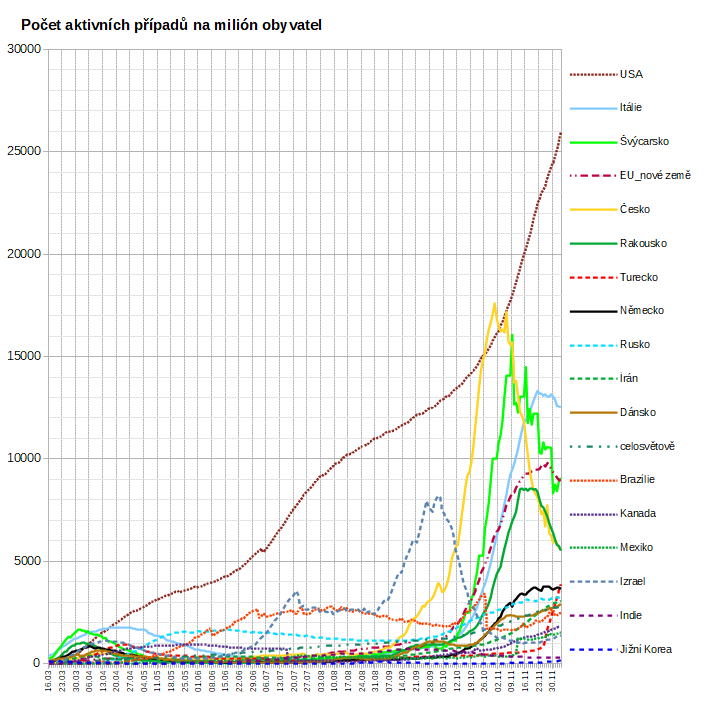 Počet aktivních případů na milión obyvatel
30000
25000
20000
15000
10000
5000
0
16.03
23.03
30.03
06.04
13.04
20.04
27.04
04.05
11.05
18.05
25.05
01.06
08.06
15.06
22.06
29.06
06.07
13.07
20.07
27.07
03.08
10.08
17.08
24.08
31.08
07.09
14.09
21.09
28.09
05.10
12.10
19.10
26.10
02.11
09.11
16.11
23.11
30.11
USA
Itálie
Švýcarsko
EU_nové země
Česko
Rakousko
Turecko
Německo
Rusko
Írán
Dánsko
celosvětově
Brazílie
Kanada
Mexiko
Izrael
Indie
Jižní Korea